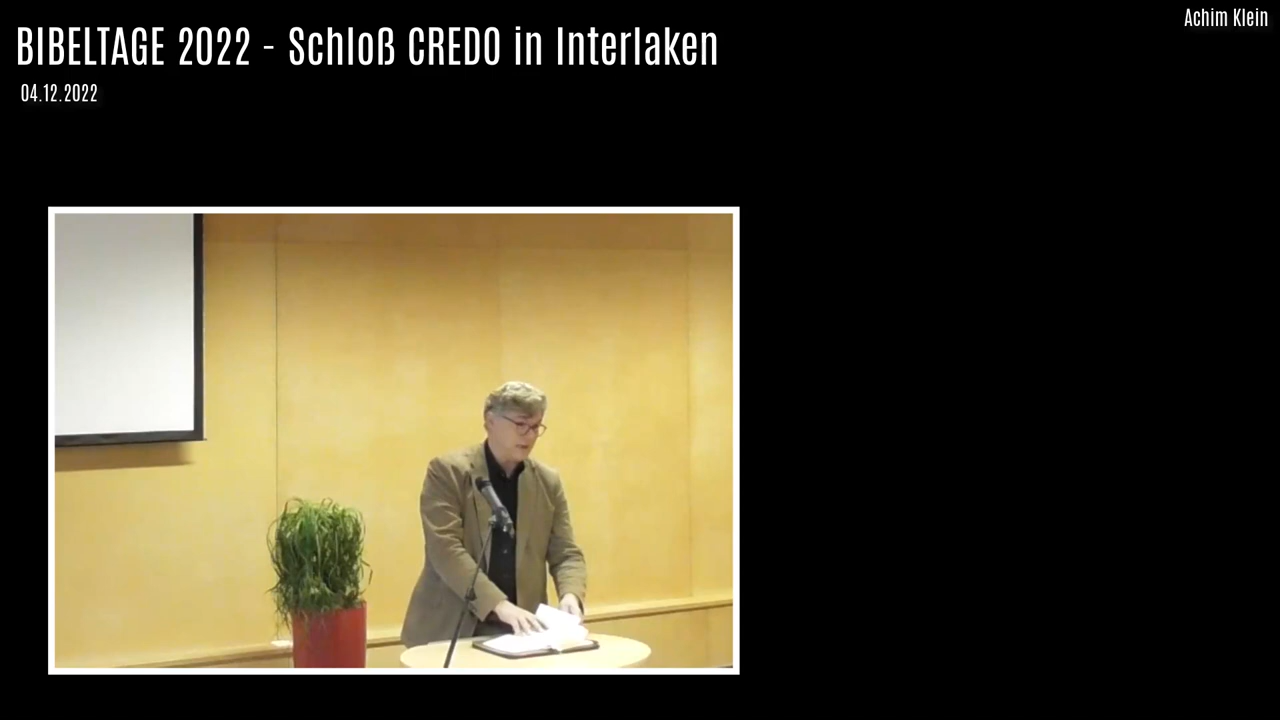 Achim Klein
BIBELTAGE 2022 - Schloß CREDO in Interlaken
04.12.2022